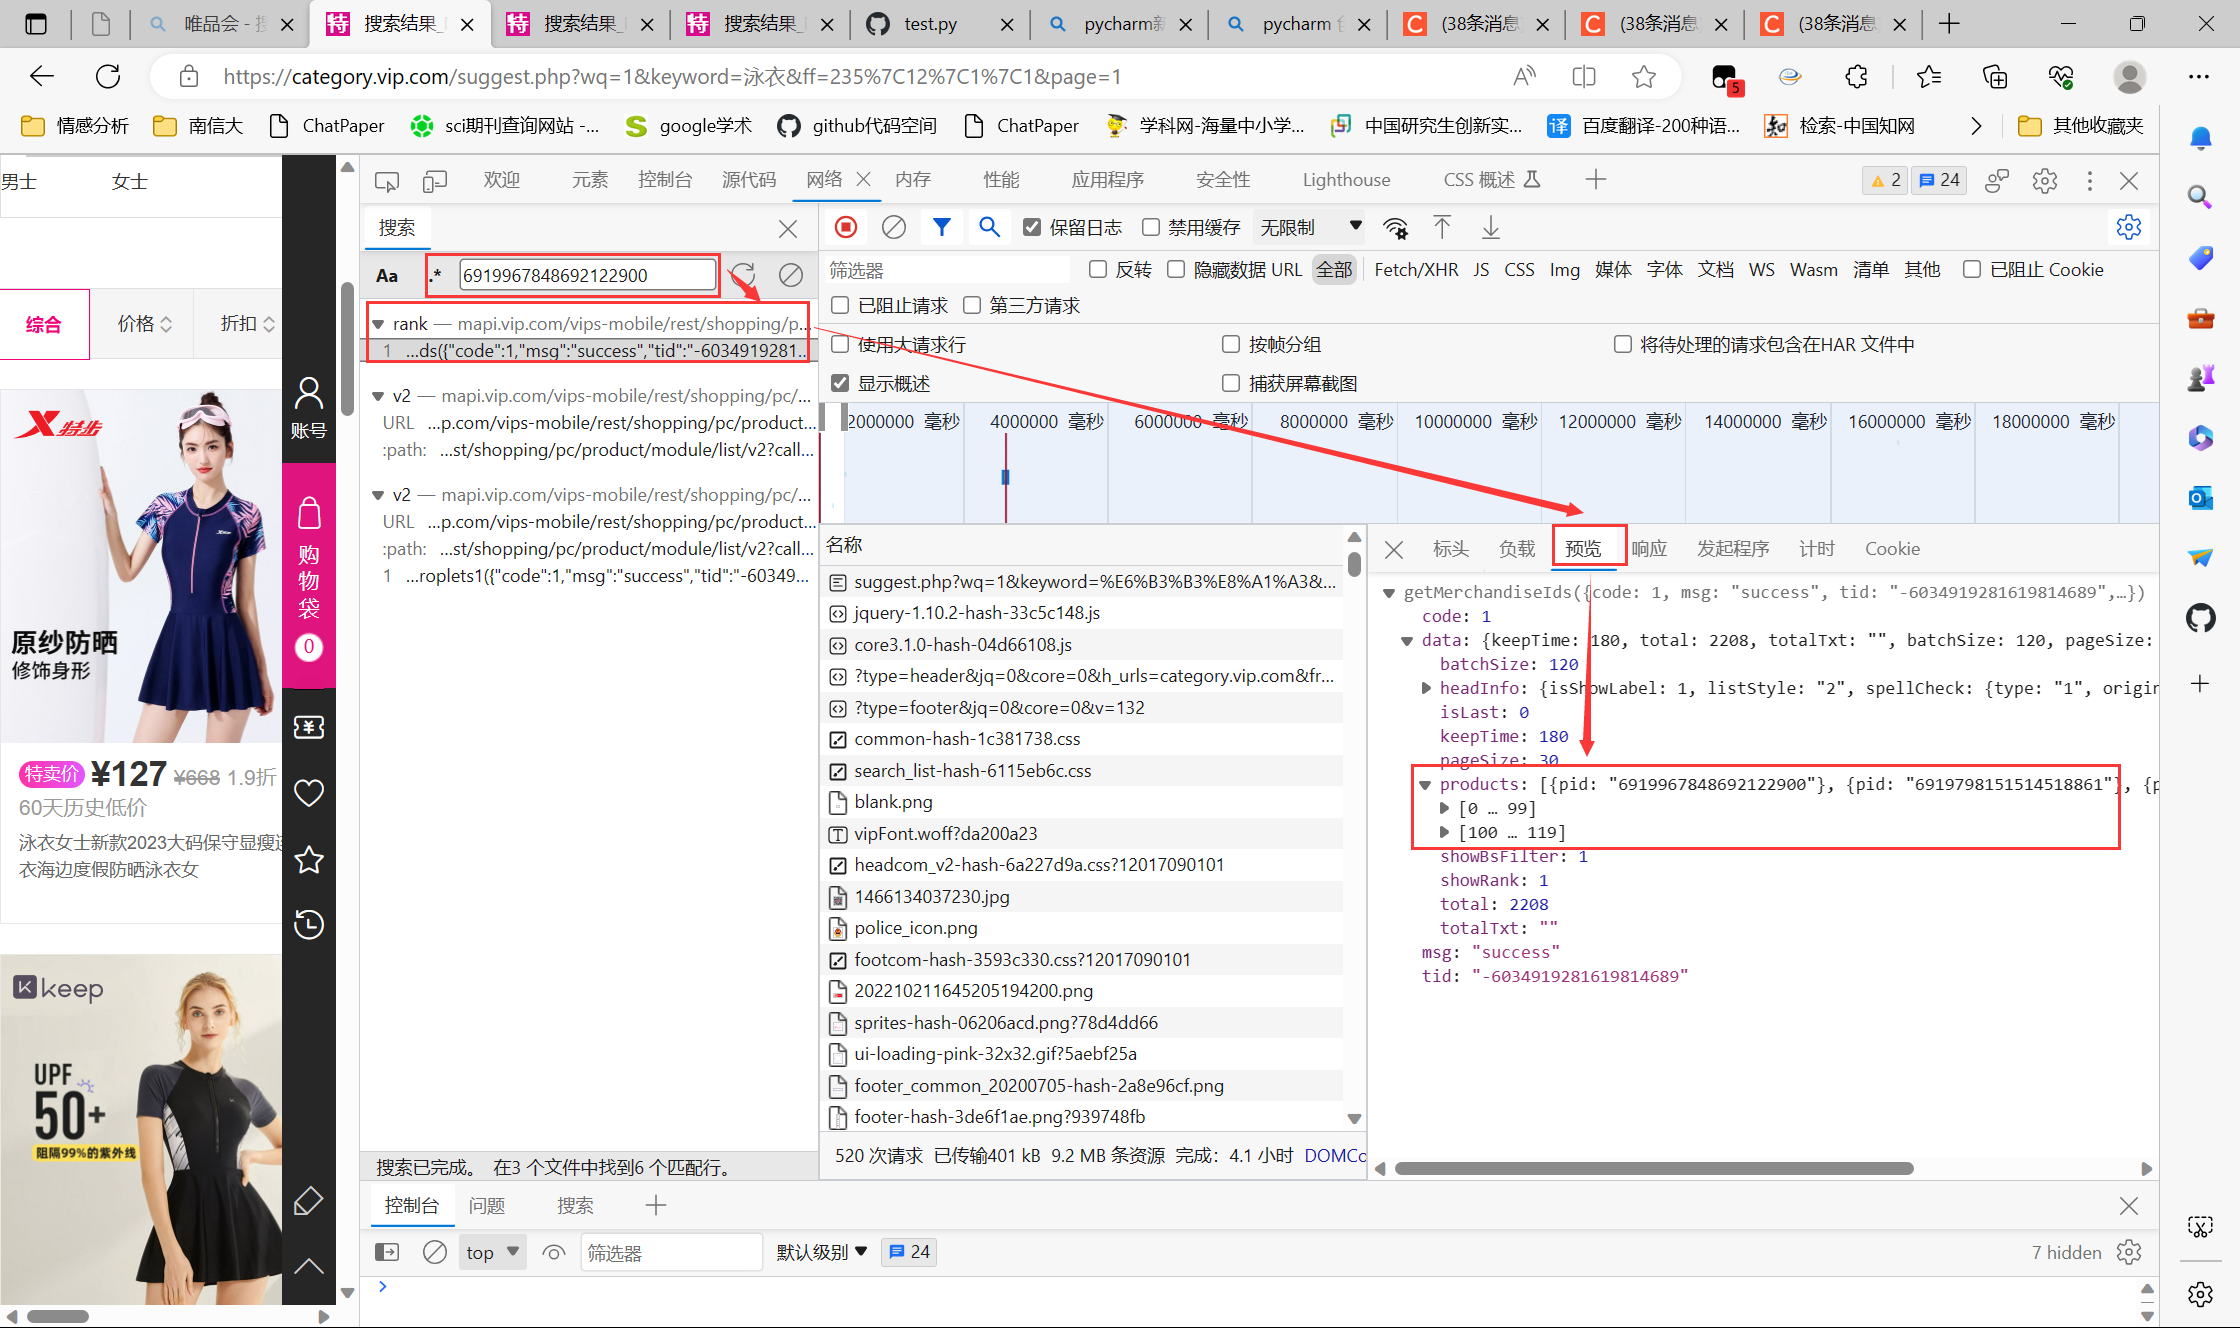 唯品会 - 搜
特 搜索结果_
特 搜索结果_
特 搜索结果_
test.py
pycharm新
pycharm
C (38条消息
C (38条消息
C (38条消息
https://category.vip.com/suggest.php?wq=1&keyword=泳衣&ff=235%7C12%7C1%7C1&page=1
5
情感分析
南信大
ChatPaper
sci期刊查询网站 -...
google学术
github代码空间
ChatPaper
学科网-海量中小学...
中国研究生创新实...
译 百度翻译-200种语...
检索-中国知网
其他收藏夹
男士 女士
综合 价格 折扣
X特步
原纱防晒
修饰身形
特卖价 ¥127 ¥668 1.9折
60天历史低价
泳衣女士新款2023大码保守显瘦连
衣海边度假防晒泳衣女
keep
UPF
50+
阻隔99%的紫外线
账号
购
物
袋
0
欢迎 元素 控制台 源代码 网络 内存 性能 应用程序 安全性 Lighthouse CSS 概述
2 24
搜索
Aa .* 6919967848692122900
rank — mapi.vip.com/vips-mobile/rest/shopping/p...
1 ...ds({"code":1,"msg":"success","tid":"-6034919281...
v2 — mapi.vip.com/vips-mobile/rest/shopping/pc/...
URL ...p.com/vips-mobile/rest/shopping/pc/product...
:path: ...st/shopping/pc/product/module/list/v2?call...
v2 — mapi.vip.com/vips-mobile/rest/shopping/pc/...
URL ...p.com/vips-mobile/rest/shopping/pc/product...
:path: ...st/shopping/pc/product/module/list/v2?call...
1 ...roplets1({"code":1,"msg":"success","tid":"-60349...
搜索已完成。 在3 个文件中找到6 个匹配行。
保留日志 禁用缓存 无限制
筛选器 反转 隐藏数据 URL 全部 Fetch/XHR JS CSS Img 媒体 字体 文档 WS Wasm 清单 其他 已阻止 Cookie
已阻止请求 第三方请求
使用大请求行 按帧分组 将待处理的请求包含在HAR 文件中
显示概述 捕获屏幕截图
2000000 毫秒 4000000 毫秒 6000000 毫秒 8000000 毫秒 10000000 毫秒 12000000 毫秒 14000000 毫秒 16000000 毫秒 18000000 毫秒
名称
suggest.php?wq=1&keyword=%E6%B3%B3%E8%A1%A3&...
jquery-1.10.2-hash-33c5c148.js
core3.1.0-hash-04d66108.js
?type=header&jq=0&core=0&h_urls=category.vip.com&fr...
?type=footer&jq=0&core=0&v=132
common-hash-1c381738.css
search_list-hash-6115eb6c.css
blank.png
vipFont.woff?da200a23
headcom_v2-hash-6a227d9a.css?12017090101
1466134037230.jpg
police_icon.png
footcom-hash-3593c330.css?12017090101
202210211645205194200.png
sprites-hash-06206acd.png?78d4dd66
ui-loading-pink-32x32.gif?5aebf25a
footer_common_20200705-hash-2a8e96cf.png
footer-hash-3de6f1ae.png?939748fb
520 次请求 已传输401 kB 9.2 MB 条资源 完成：4.1 小时 DOMCo
标头 负载 预览 响应 发起程序 计时 Cookie
getMerchandiseIds({code: 1, msg: "success", tid: "-6034919281619814689",…})
code: 1
data: {keepTime: 180, total: 2208, totalTxt: "", batchSize: 120, pageSize:
batchSize: 120
headInfo: {isShowLabel: 1, listStyle: "2", spellCheck: {type: "1", origin
isLast: 0
keepTime: 180
pageSize: 30
products: [{pid: "6919967848692122900"}, {pid: "6919798151514518861"}, {p
[0 … 99]
[100 … 119]
showBsFilter: 1
showRank: 1
total: 2208
totalTxt: ""
msg: "success"
tid: "-6034919281619814689"
控制台 问题 搜索
top 筛选器 默认级别 24 7 hidden